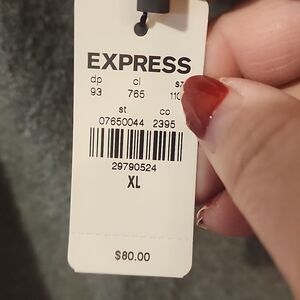 EXPRESS
dp cl
93 765
st co
07650044 2395
29790524
XL
$80.00